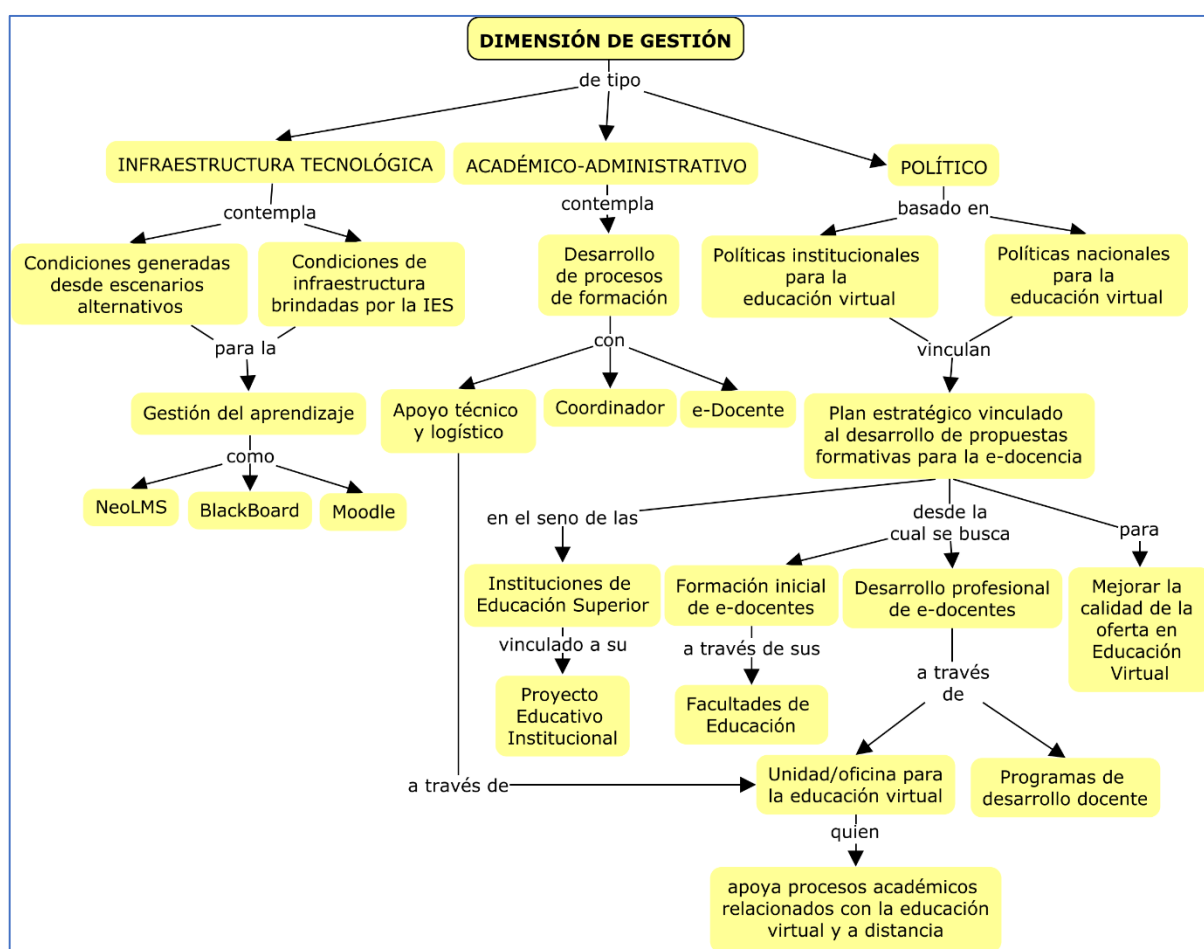 DIMENSIÓN DE GESTIÓN
de tipo
INFRAESTRUCTURA TECNOLÓGICA
ACADÉMICO-ADMINISTRATIVO
POLÍTICO
contempla
contempla
basado en
Condiciones generadas
desde escenarios
alternativos
Condiciones de
infraestructura
brindadas por la IES
Desarrollo
de procesos
de formación
Políticas institucionales
para la
educación virtual
Políticas nacionales
para la
educación virtual
para la
con
vinculan
Gestión del aprendizaje
Apoyo técnico
y logístico
Coordinador
e-Docente
Plan estratégico vinculado
al desarrollo de propuestas
formativas para la e-docencia
como
NeoLMS
BlackBoard
Moodle
en el seno de las
desde la
cual se busca
para
Instituciones de
Educación Superior
Formación inicial
de e-docentes
Desarrollo profesional
de e-docentes
Mejorar la
calidad de la
oferta en
Educación
Virtual
vinculado a su
a través de sus
a través
de
Proyecto
Educativo
Institucional
Facultades de
Educación
a través de
Unidad/oficina para
la educación virtual
Programas de
desarrollo docente
quien
apoya procesos académicos
relacionados con la educación
virtual y a distancia